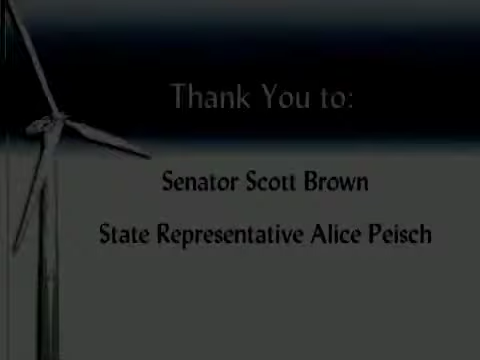 Thank You to:
Senator Scott Brown
State Representative Alice Peisch